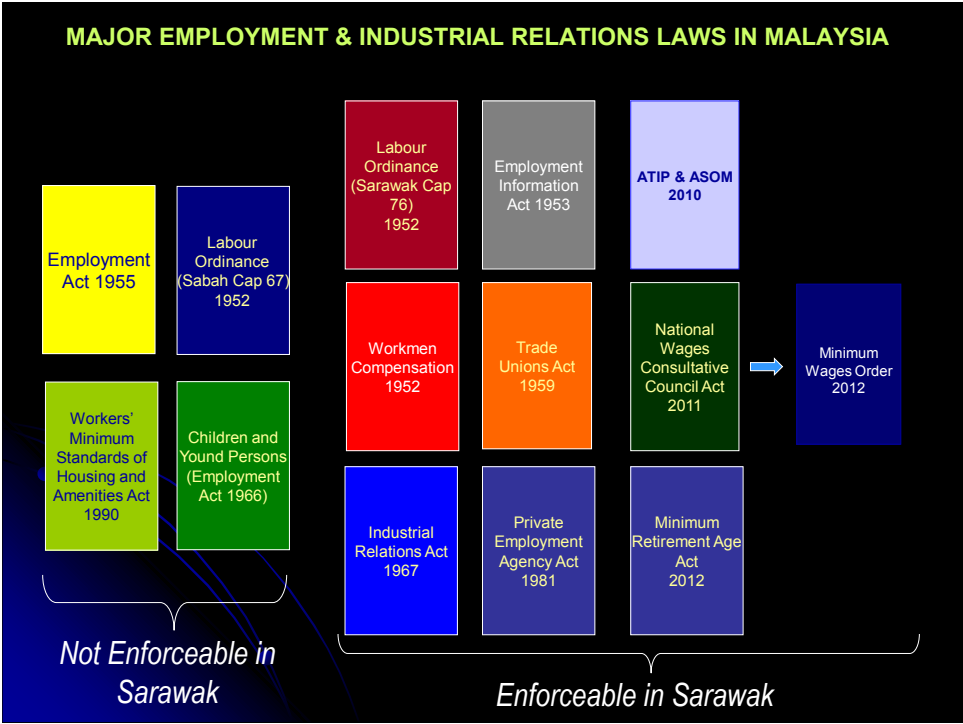 MAJOR EMPLOYMENT & INDUSTRIAL RELATIONS LAWS IN MALAYSIA
Employment
Act 1955
Labour
Ordinance
(Sabah Cap 67)
1952
Workers’
Minimum
Standards of
Housing and
Amenities Act
1990
Children and
Yound Persons
(Employment
Act 1966)
Not Enforceable in
Sarawak
Labour
Ordinance
(Sarawak Cap
76)
1952
Employment
Information
Act 1953
ATIP & ASOM
2010
Workmen
Compensation
1952
Trade
Unions Act
1959
National
Wages
Consultative
Council Act
2011
Minimum
Wages Order
2012
Industrial
Relations Act
1967
Private
Employment
Agency Act
1981
Minimum
Retirement Age
Act
2012
Enforceable in Sarawak